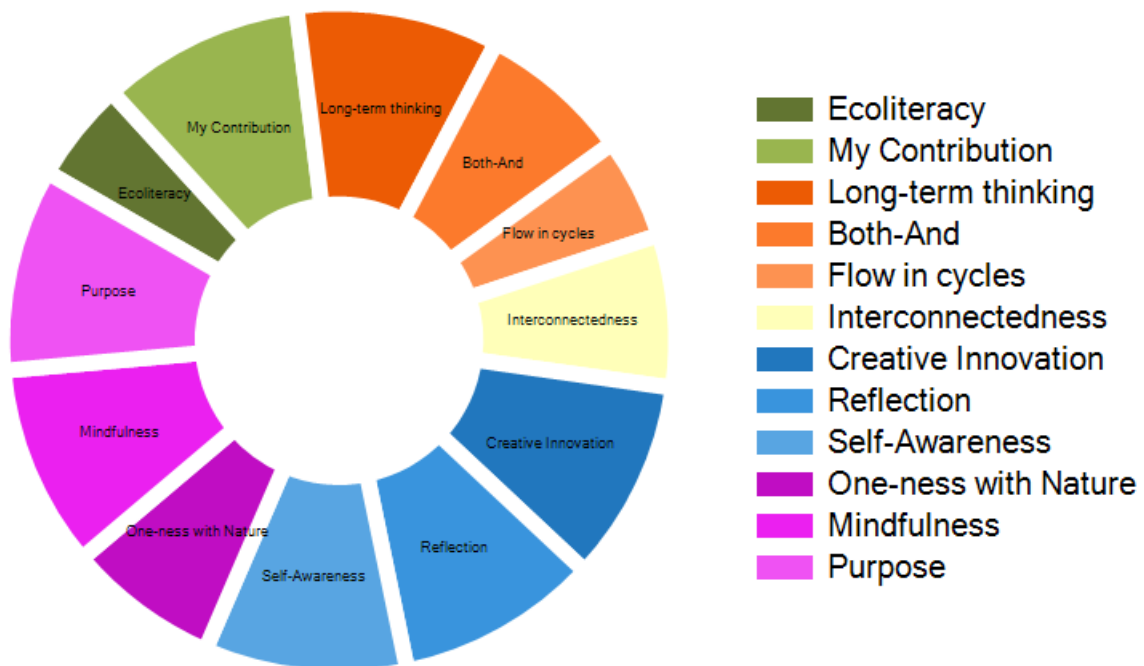 Long-term thinking
My Contribution
Both-And
Ecoliteracy
Flow in cycles
Purpose
Interconnectedness
Mindfulness
Creative Innovation
One-ness with Nature
Reflection
Self-Awareness
Ecoliteracy
My Contribution
Long-term thinking
Both-And
Flow in cycles
Interconnectedness
Creative Innovation
Reflection
Self-Awareness
One-ness with Nature
Mindfulness
Purpose